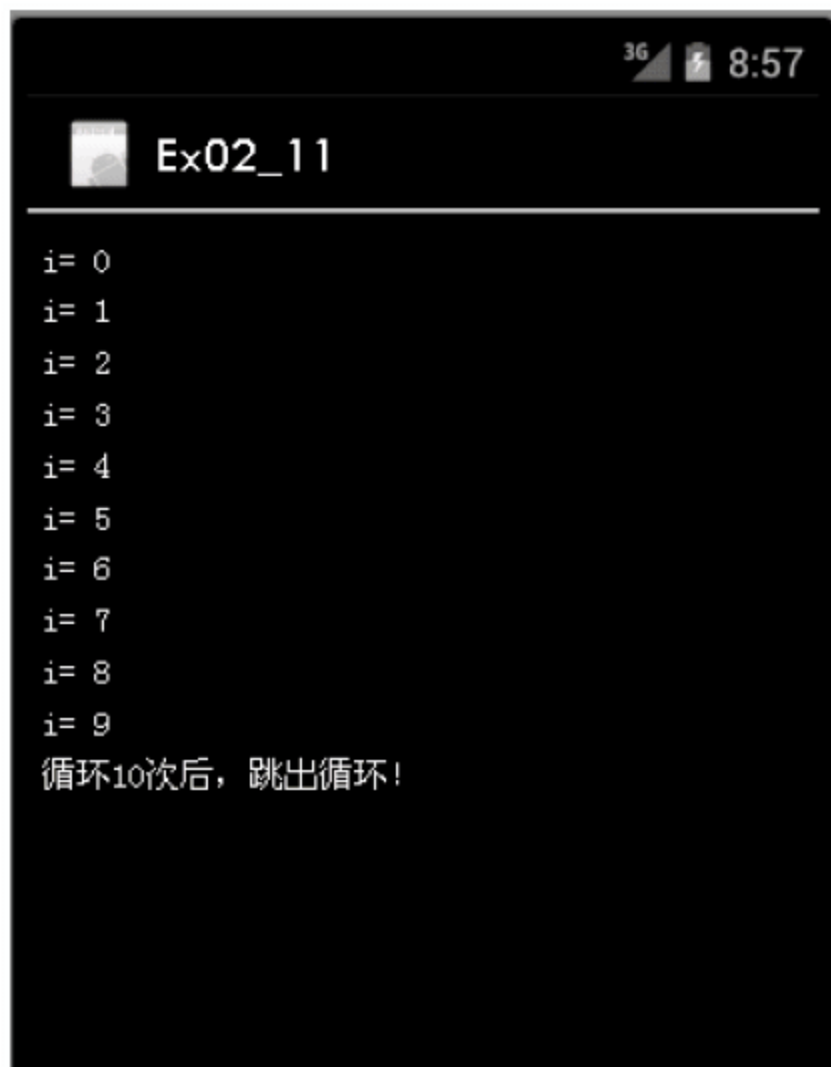 3G 8:57
Ex02_11
i= 0
i= 1
i= 2
i= 3
i= 4
i= 5
i= 6
i= 7
i= 8
i= 9
循环10次后，跳出循环!